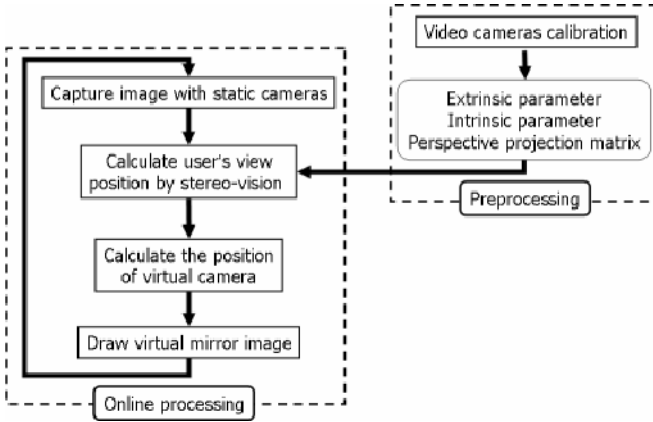 Video cameras calibration
Extrinsic parameter
Intrinsic parameter
Perspective projection matrix
Preprocessing
Capture image with static cameras
Calculate user's view
position by stereo-vision
Calculate the position
of virtual camera
Draw virtual mirror image
Online processing